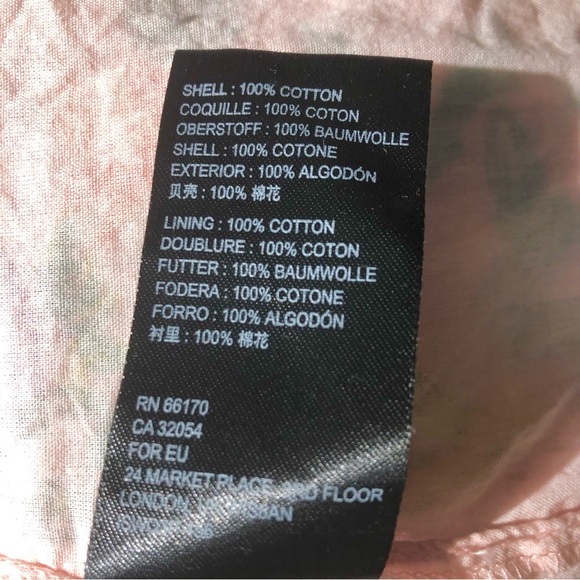 SHELL : 100% COTTON
COQUILLE : 100% COTON
OBERSTOFF : 100% BAUMWOLLE
SHELL : 100% COTONE
EXTERIOR : 100% ALGODÓN
贝壳 : 100% 棉花
LINING : 100% COTTON
DOUBLURE : 100% COTON
FUTTER : 100% BAUMWOLLE
FODERA : 100% COTONE
FORRO : 100% ALGODÓN
衬里 : 100% 棉花
RN 66170
CA 32054
FOR EU
24 MARKET PLACE FLOOR
LONDON